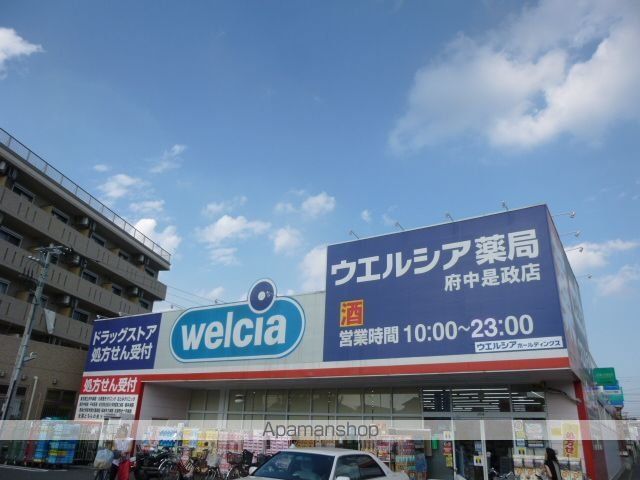 ウエルシア薬局
府中是政店
酒
営業時間 10:00～23:00
ウエルシアホールディングス
ドラッグストア
処方せん受付
welcia
処方せん受付
Apamanshop